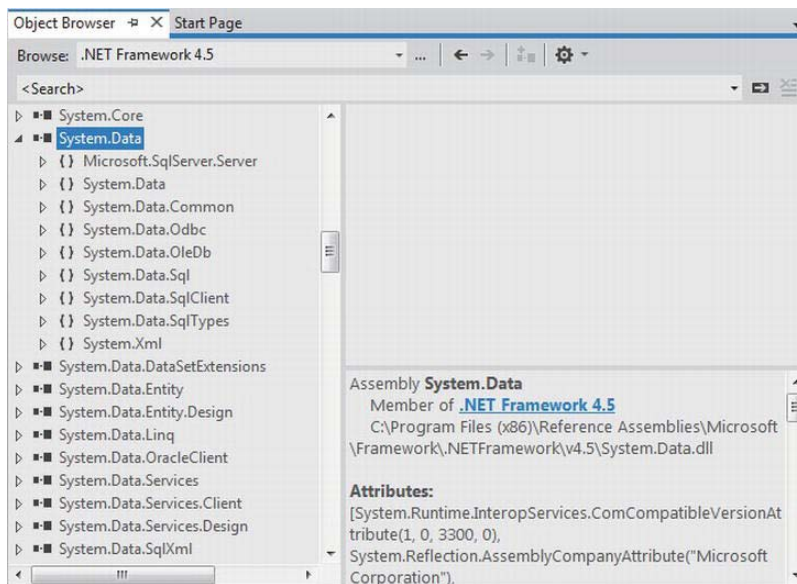 Object Browser Start Page
Browse: .NET Framework 4.5 ...
<Search>
System.Core
System.Data
{} Microsoft.SqlServer.Server
{} System.Data
{} System.Data.Common
{} System.Data.Odbc
{} System.Data.OleDb
{} System.Data.Sql
{} System.Data.SqlClient
{} System.Data.SqlTypes
{} System.Xml
System.Data.DataSetExtensions
System.Data.Entity
System.Data.Entity.Design
System.Data.Linq
System.Data.OracleClient
System.Data.Services
System.Data.Services.Client
System.Data.Services.Design
System.Data.SqlXml
Assembly System.Data
Member of .NET Framework 4.5
C:\Program Files (x86)\Reference Assemblies\Microsoft
\Framework\.NETFramework\v4.5\System.Data.dll
Attributes:
[System.Runtime.InteropServices.ComCompatibleVersionAt
tribute(1, 0, 3300, 0),
System.Reflection.AssemblyCompanyAttribute("Microsoft
Corporation"),